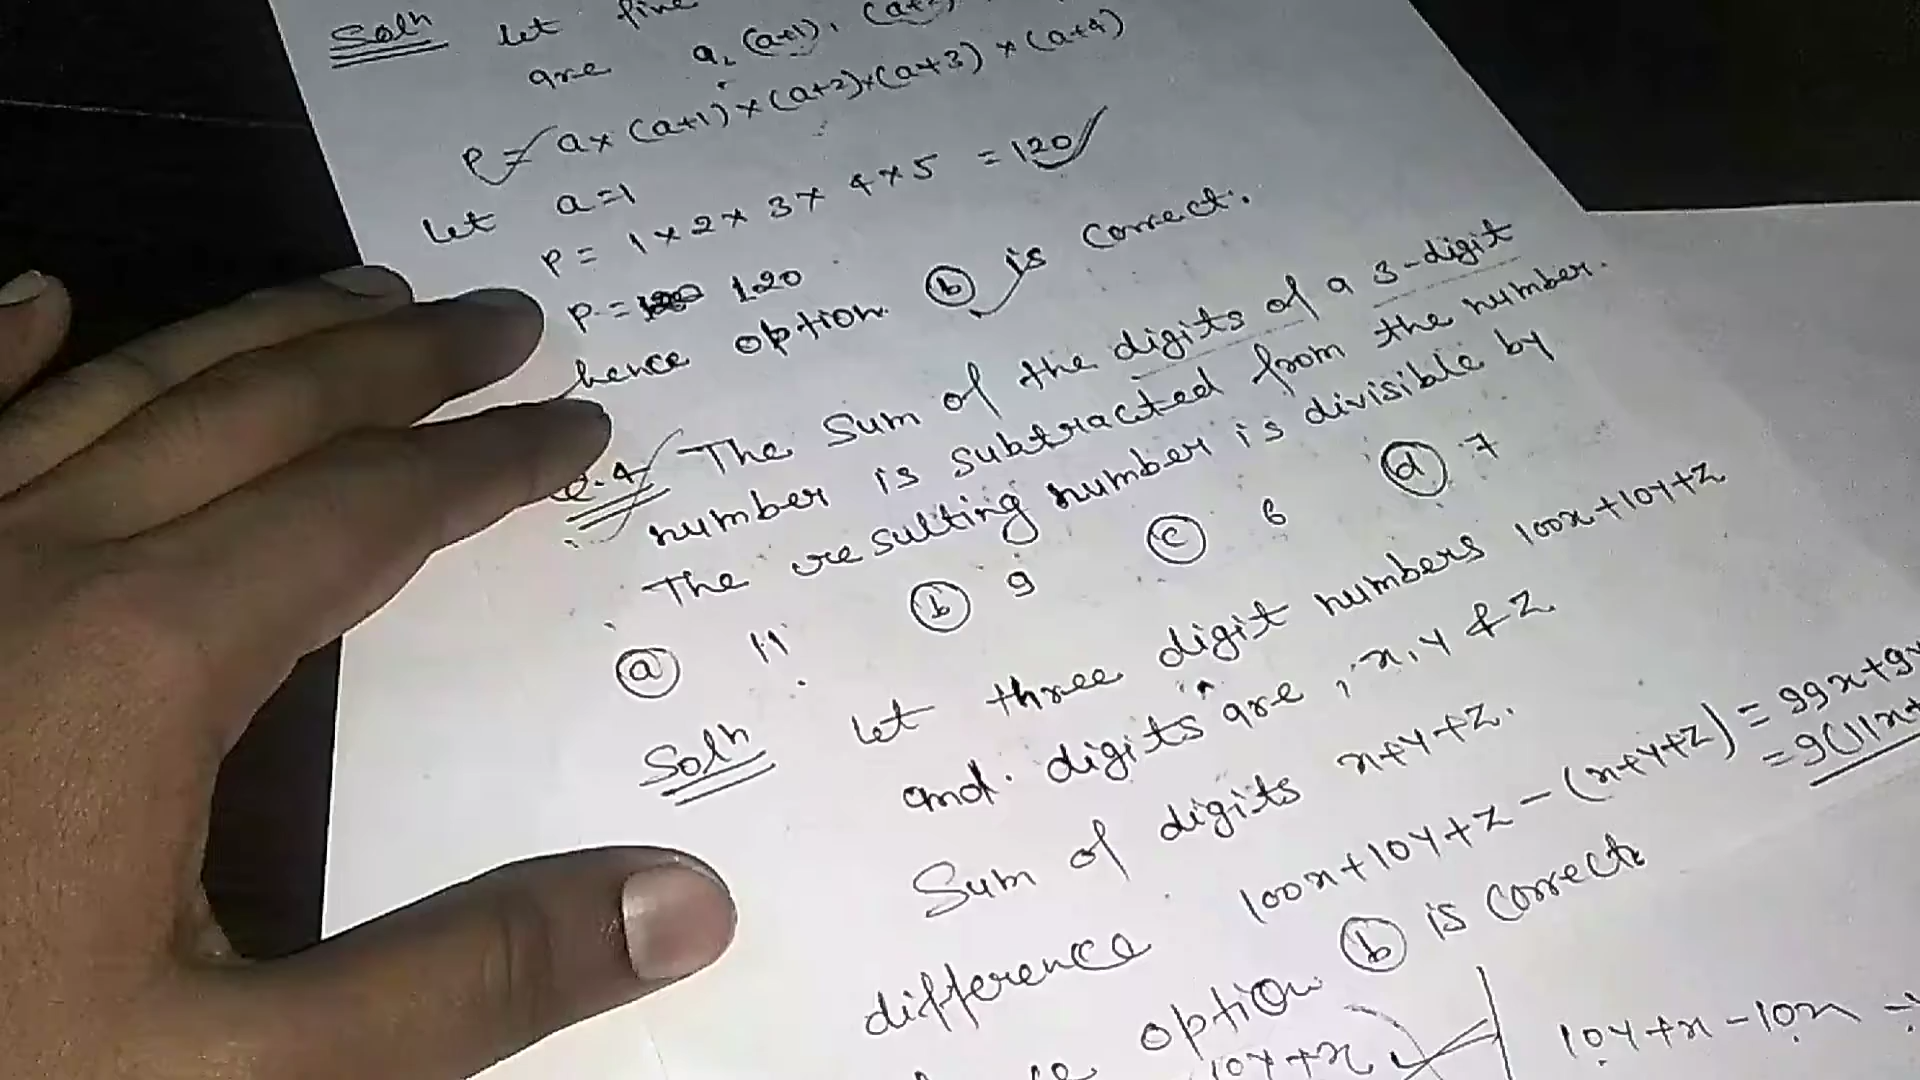 Soln let five
are a, (a+1), (a+2)
P = a x (a+1) x (a+2) x (a+3) x (a+4)
let a=1
P = 1 x 2 x 3 x 4 x 5 = 120
P = 120
hence option (b) is correct.
Q.4 The sum of the digits of a 3-digit
number is subtracted from the number.
The resulting number is divisible by
(a) 11 (b) 9 (c) 6 (d) 7
Soln let three digit numbers 100x+10y+z
and digits are , x, y & z
Sum of digits x+y+z.
difference 100x+10y+z - (x+y+z) = 99x+9y
= 9(11x+
option (b) is correct
10y+x 10y+x-10x